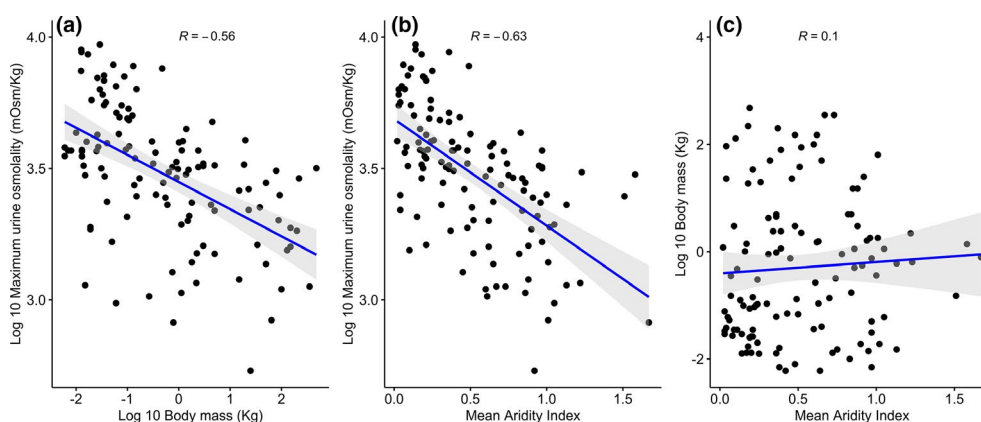 (a)
R = −0.56
4.0
3.5
3.0
Log 10 Maximum urine osmolality (mOsm/Kg)
-2
-1
0
1
2
Log 10 Body mass (Kg)
(b)
R = −0.63
4.0
3.5
3.0
Log 10 Maximum urine osmolality (mOsm/Kg)
0.0
0.5
1.0
1.5
Mean Aridity Index
(c)
R = 0.1
4
2
0
-2
Log 10 Body mass (Kg)
0.0
0.5
1.0
1.5
Mean Aridity Index